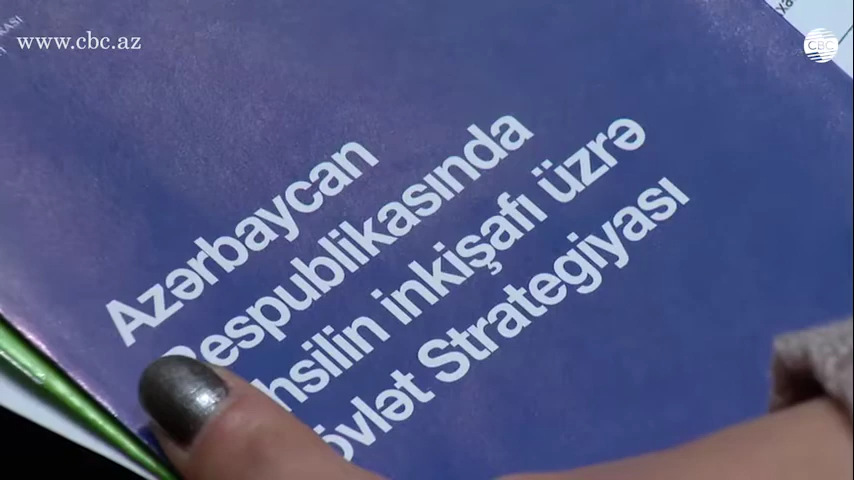 www.cbc.az
CBC
Azərbaycan
Respublikasında
hsilin inkişafı üzrə
övlət Strategiyası